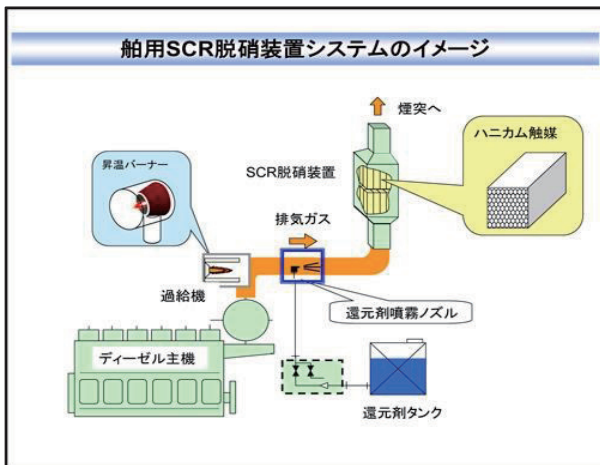 舶用SCR脱硝装置システムのイメージ
煙突へ
ハニカム触媒
昇温バーナー
SCR脱硝装置
排気ガス
過給機
還元剤噴霧ノズル
ディーゼル主機
還元剤タンク